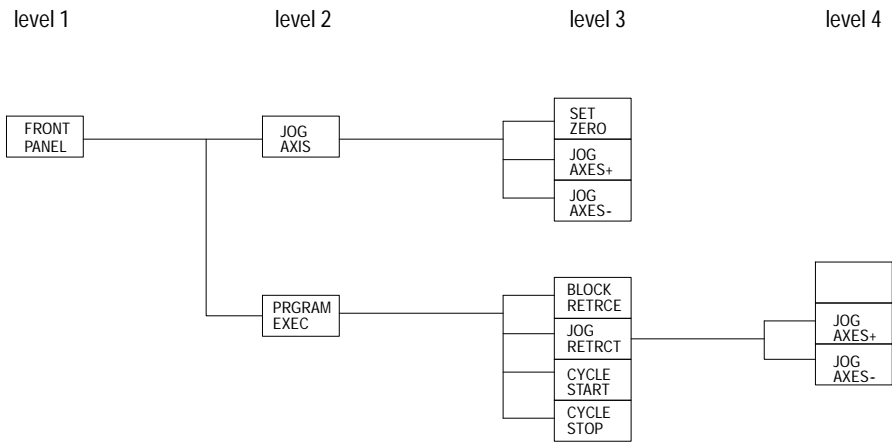 level 1
level 2
level 3
level 4
FRONT
PANEL
JOG
AXIS
SET
ZERO
JOG
AXES+
JOG
AXES-
PRGRAM
EXEC
BLOCK
RETRCE
JOG
RETRCT
CYCLE
START
CYCLE
STOP
JOG
AXES+
JOG
AXES-